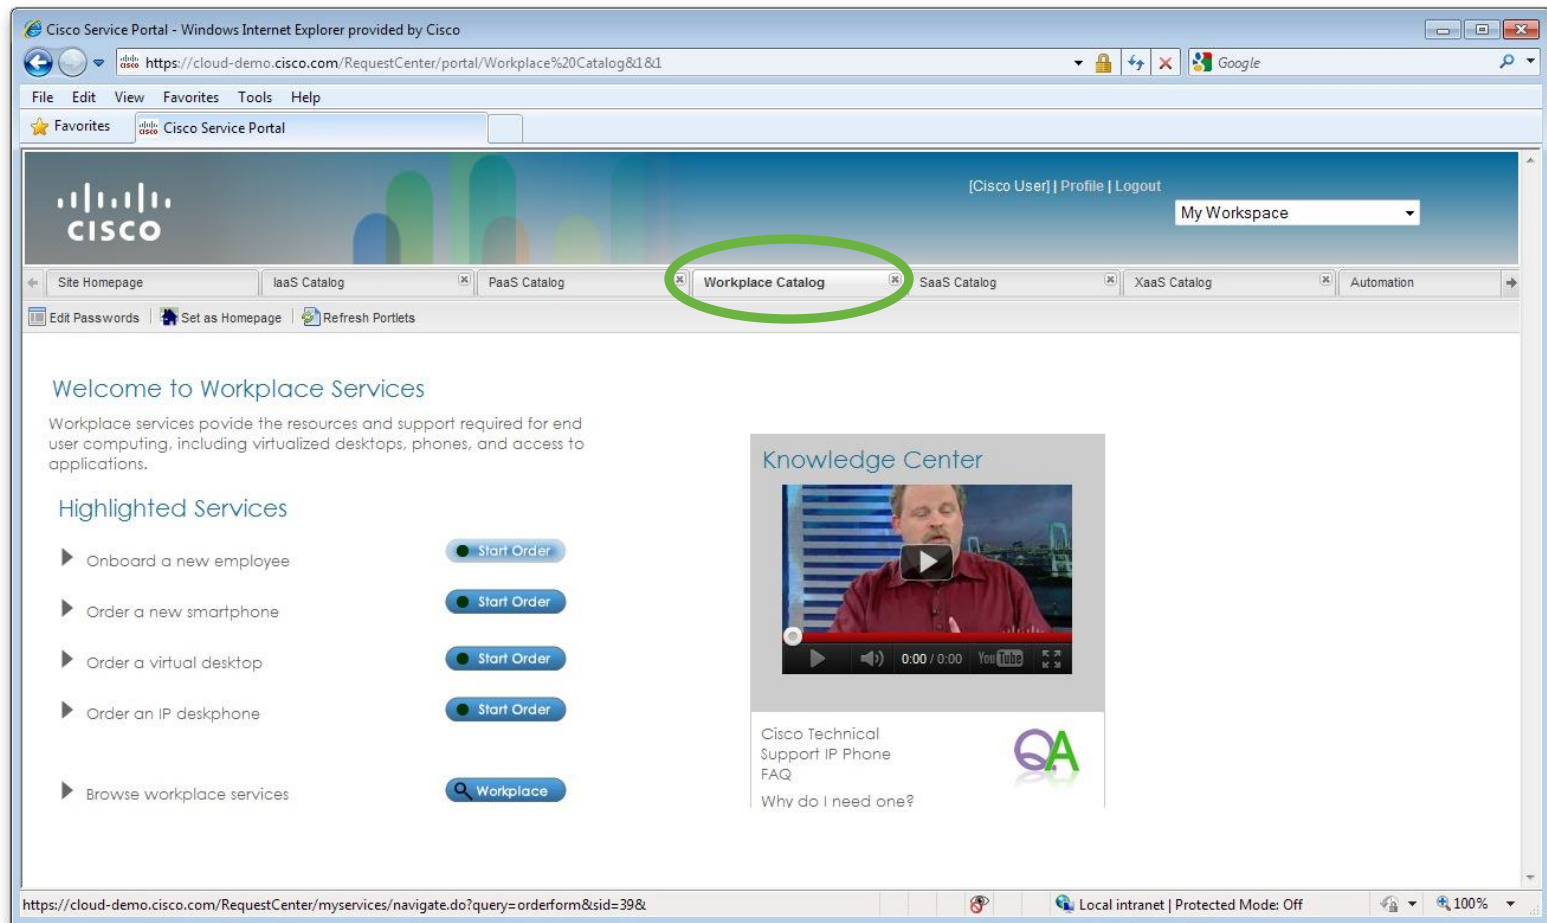 Cisco Service Portal - Windows Internet Explorer provided by Cisco
https://cloud-demo.cisco.com/RequestCenter/portal/Workplace%20Catalog&1&1
Google
File Edit View Favorites Tools Help
Favorites
Cisco Service Portal
[Cisco User] | Profile | Logout
My Workspace
CISCO
Site Homepage
IaaS Catalog
PaaS Catalog
Workplace Catalog
SaaS Catalog
XaaS Catalog
Automation
Edit Passwords
Set as Homepage
Refresh Portlets
Welcome to Workplace Services
Workplace services povide the resources and support required for end
user computing, including virtualized desktops, phones, and access to
applications.
Highlighted Services
Onboard a new employee
Start Order
Order a new smartphone
Start Order
Order a virtual desktop
Start Order
Order an IP deskphone
Start Order
Browse workplace services
Workplace
Knowledge Center
0:00 / 0:00
YouTube
Cisco Technical
Support IP Phone
FAQ
QA
Why do I need one?
https://cloud-demo.cisco.com/RequestCenter/myservices/navigate.do?query=orderform&sid=39&
Local intranet | Protected Mode: Off
100%